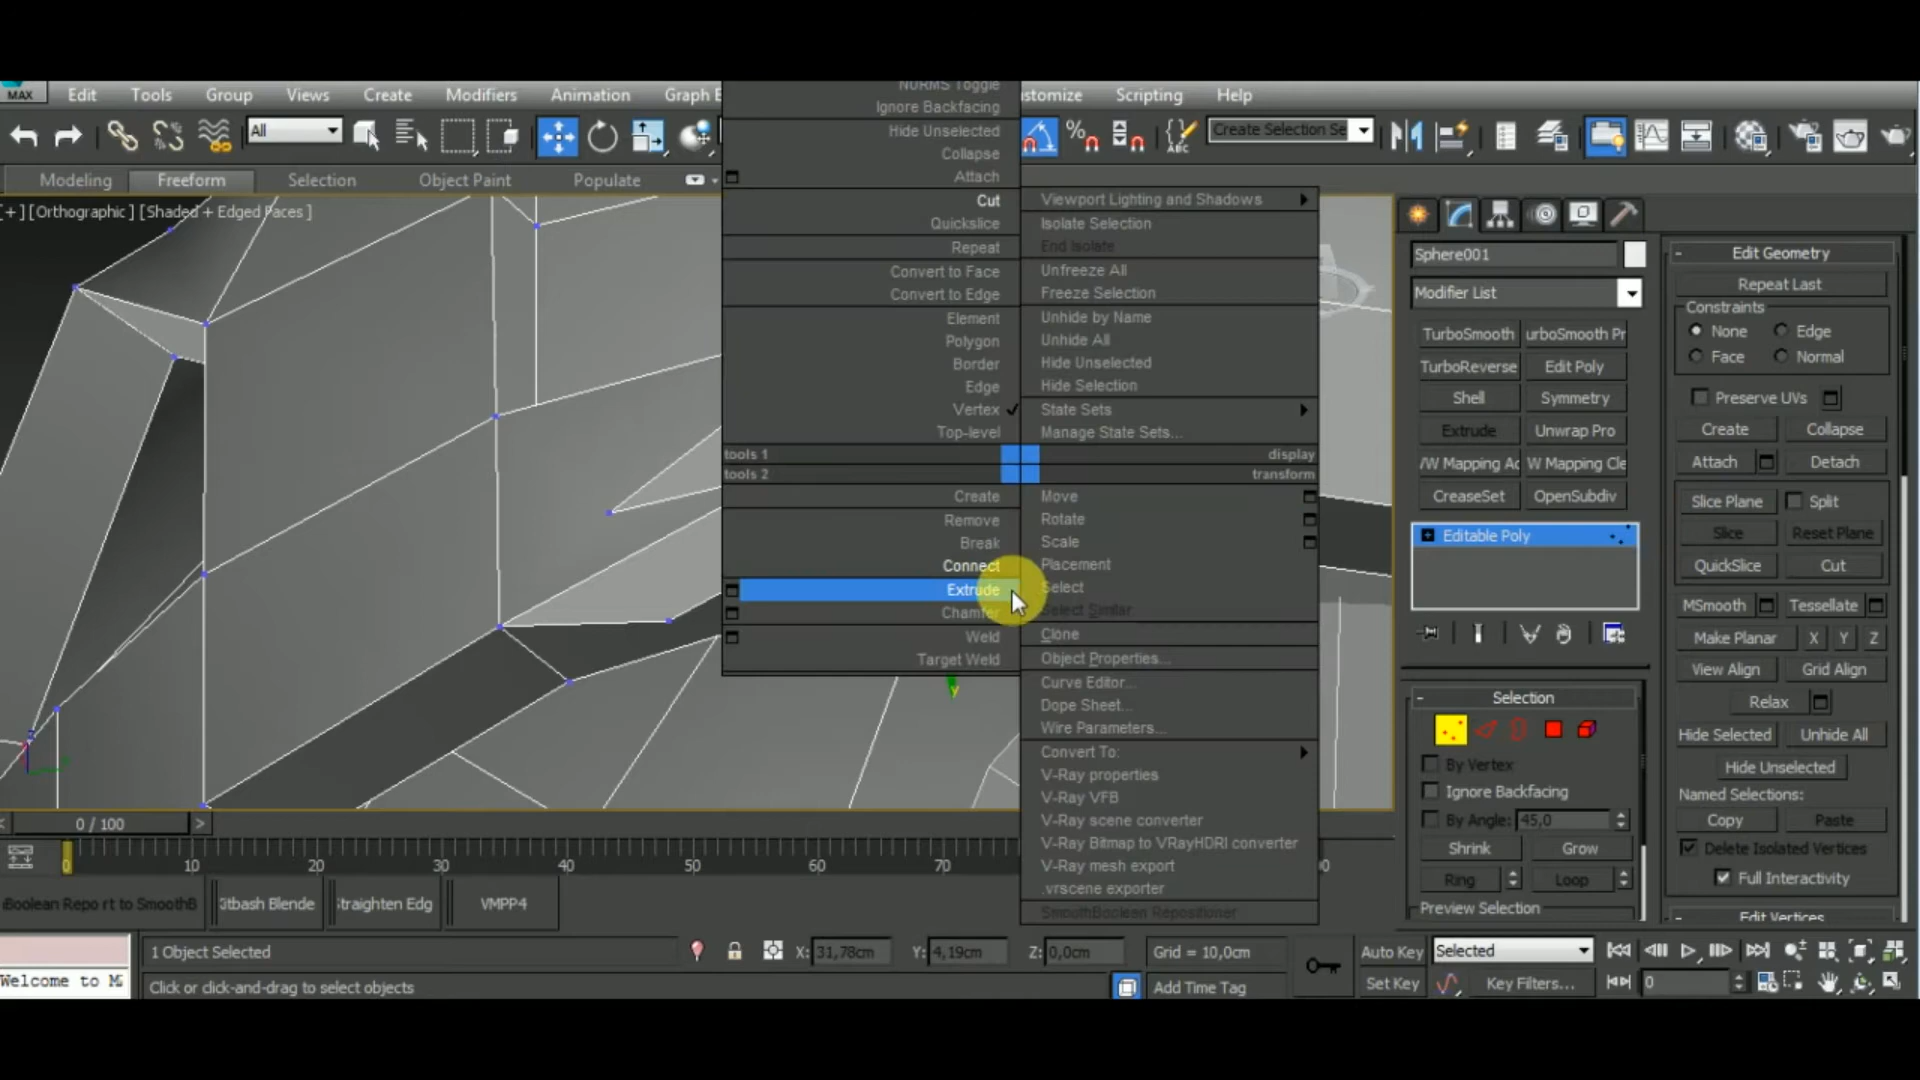 MAX Edit Tools Group Views Create Modifiers Animation Graph E stomize Scripting Help
All
Create Selection Se
Modeling Freeform Selection Object Paint Populate
[+] [Orthographic] [Shaded + Edged Faces]
NURMS Toggle
Ignore Backfacing
Hide Unselected
Collapse
Attach
Cut
Quickslice
Repeat
Convert to Face
Convert to Edge
Element
Polygon
Border
Edge
Vertex
Top-level
tools 1
tools 2
Create
Remove
Break
Connect
Extrude
Chamfer
Weld
Target Weld
Viewport Lighting and Shadows
Isolate Selection
End Isolate
Unfreeze All
Freeze Selection
Unhide by Name
Unhide All
Hide Unselected
Hide Selection
State Sets
Manage State Sets...
display
transform
Move
Rotate
Scale
Placement
Select
Select Similar
Clone
Object Properties...
Curve Editor...
Dope Sheet...
Wire Parameters...
Convert To:
V-Ray properties
V-Ray VFB
V-Ray scene converter
V-Ray Bitmap to VRayHDRI converter
V-Ray mesh export
.vrscene exporter
SmoothBoolean Repositioner
y
Sphere001
Modifier List
TurboSmooth urboSmooth Pr
TurboReverse Edit Poly
Shell Symmetry
Extrude Unwrap Pro
/W Mapping Ac W Mapping Cle
CreaseSet OpenSubdiv
Editable Poly
- Selection
By Vertex
Ignore Backfacing
By Angle: 45,0
Shrink Grow
Ring Loop
Preview Selection
- Edit Geometry
Repeat Last
Constraints
None Edge
Face Normal
Preserve UVs
Create Collapse
Attach Detach
Slice Plane Split
Slice Reset Plane
QuickSlice Cut
MSmooth Tessellate
Make Planar X Y Z
View Align Grid Align
Relax
Hide Selected Unhide All
Hide Unselected
Named Selections:
Copy Paste
Delete Isolated Vertices
Full Interactivity
- Edit Vertices
< 0 / 100 >
0 10 20 30 40 50 60 70
Boolean Repo rt to SmoothB tbash Blende traighten Edg VMPP4
1 Object Selected X: 31,78cm Y: 4,19cm Z: 0,0cm Grid = 10,0cm Auto Key Selected
Welcome to M Click or click-and-drag to select objects Add Time Tag Set Key Key Filters... 0